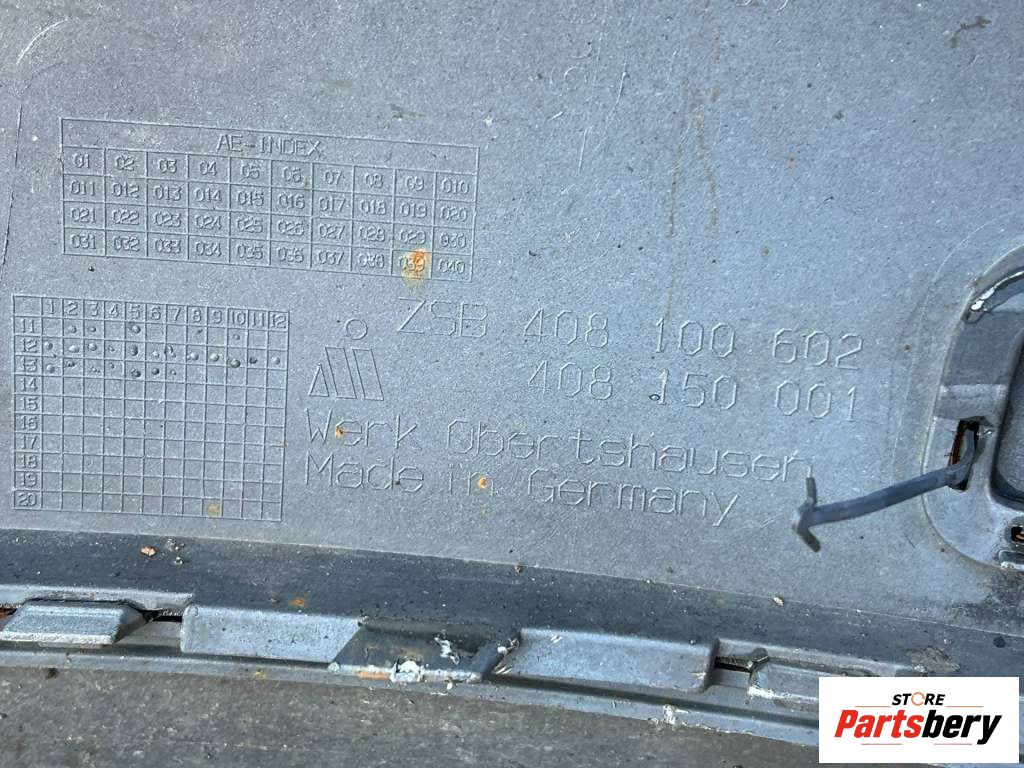 AE-INDEX
01 02 03 04 05 06 07 08 09 010
011 012 013 014 015 016 017 018 019 020
021 022 023 024 025 026 027 028 029 030
031 032 033 034 035 036 037 038 039 040
1 2 3 4 5 6 7 8 9 10 11 12
11
12
13
14
15
16
17
18
19
20
ZSB 408 100 602
408 150 001
Werk Obertshausen
Made in Germany
STORE
Partsbery